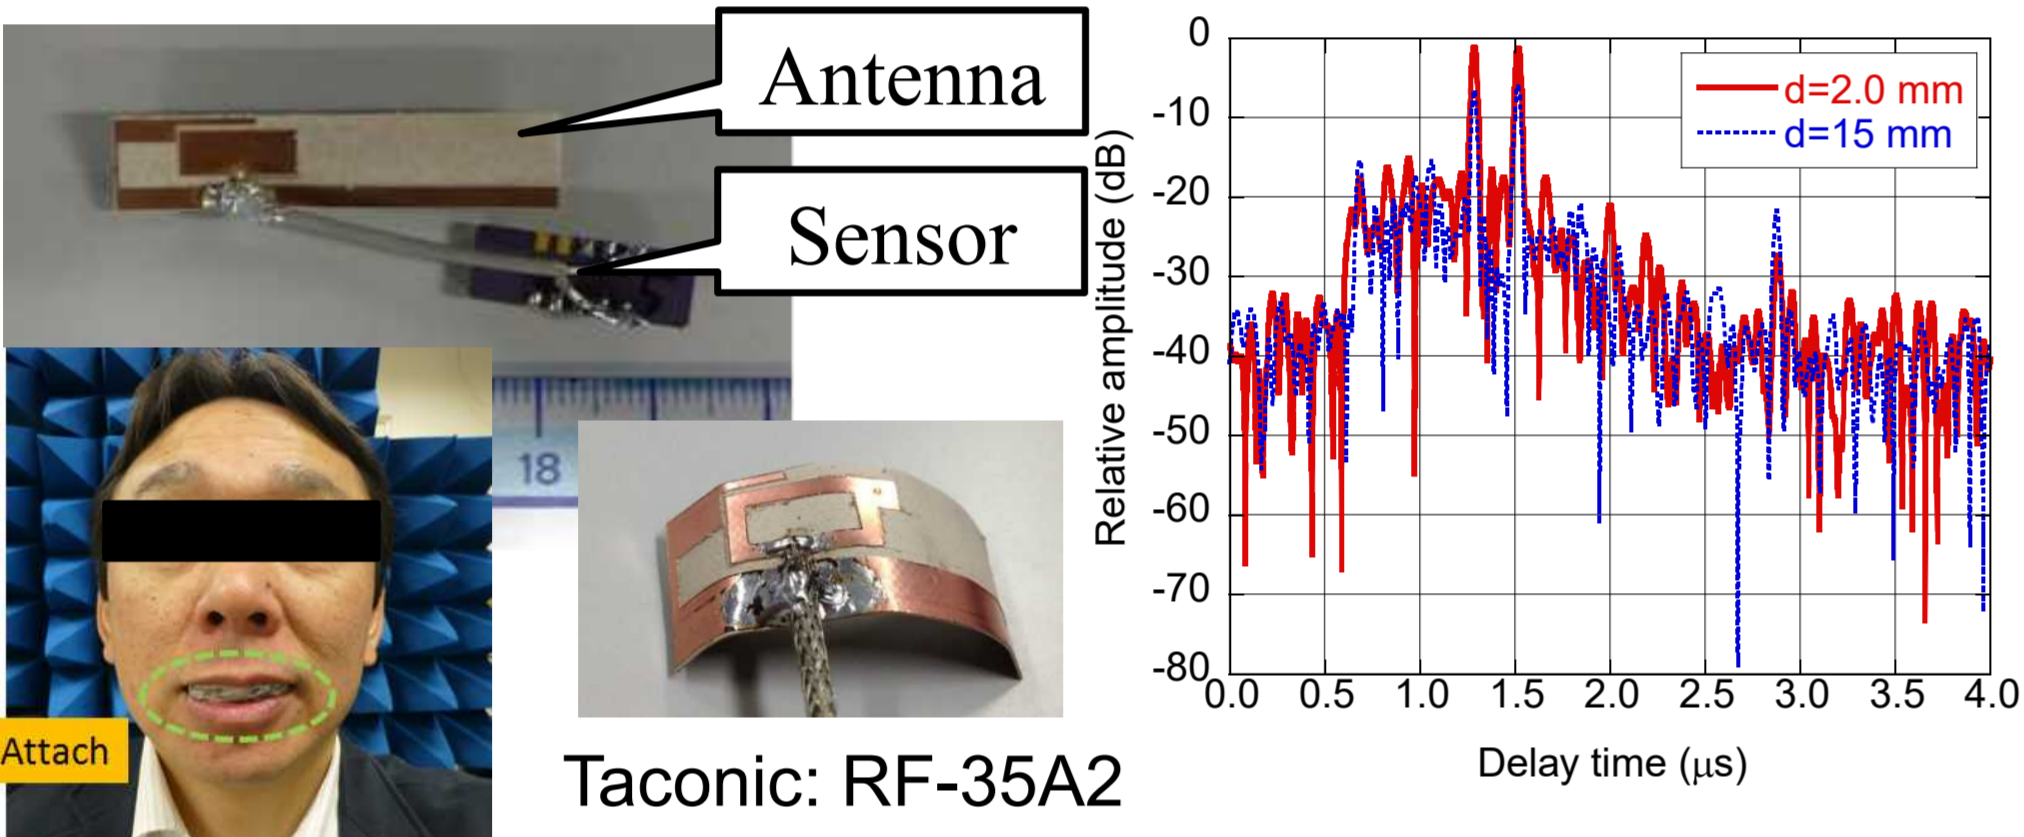 Antenna
Sensor
18
Attach
Taconic: RF-35A2
0
-10
-20
-30
-40
-50
-60
-70
-80
Relative amplitude (dB)
d=2.0 mm
d=15 mm
0.0 0.5 1.0 1.5 2.0 2.5 3.0 3.5 4.0
Delay time (μs)